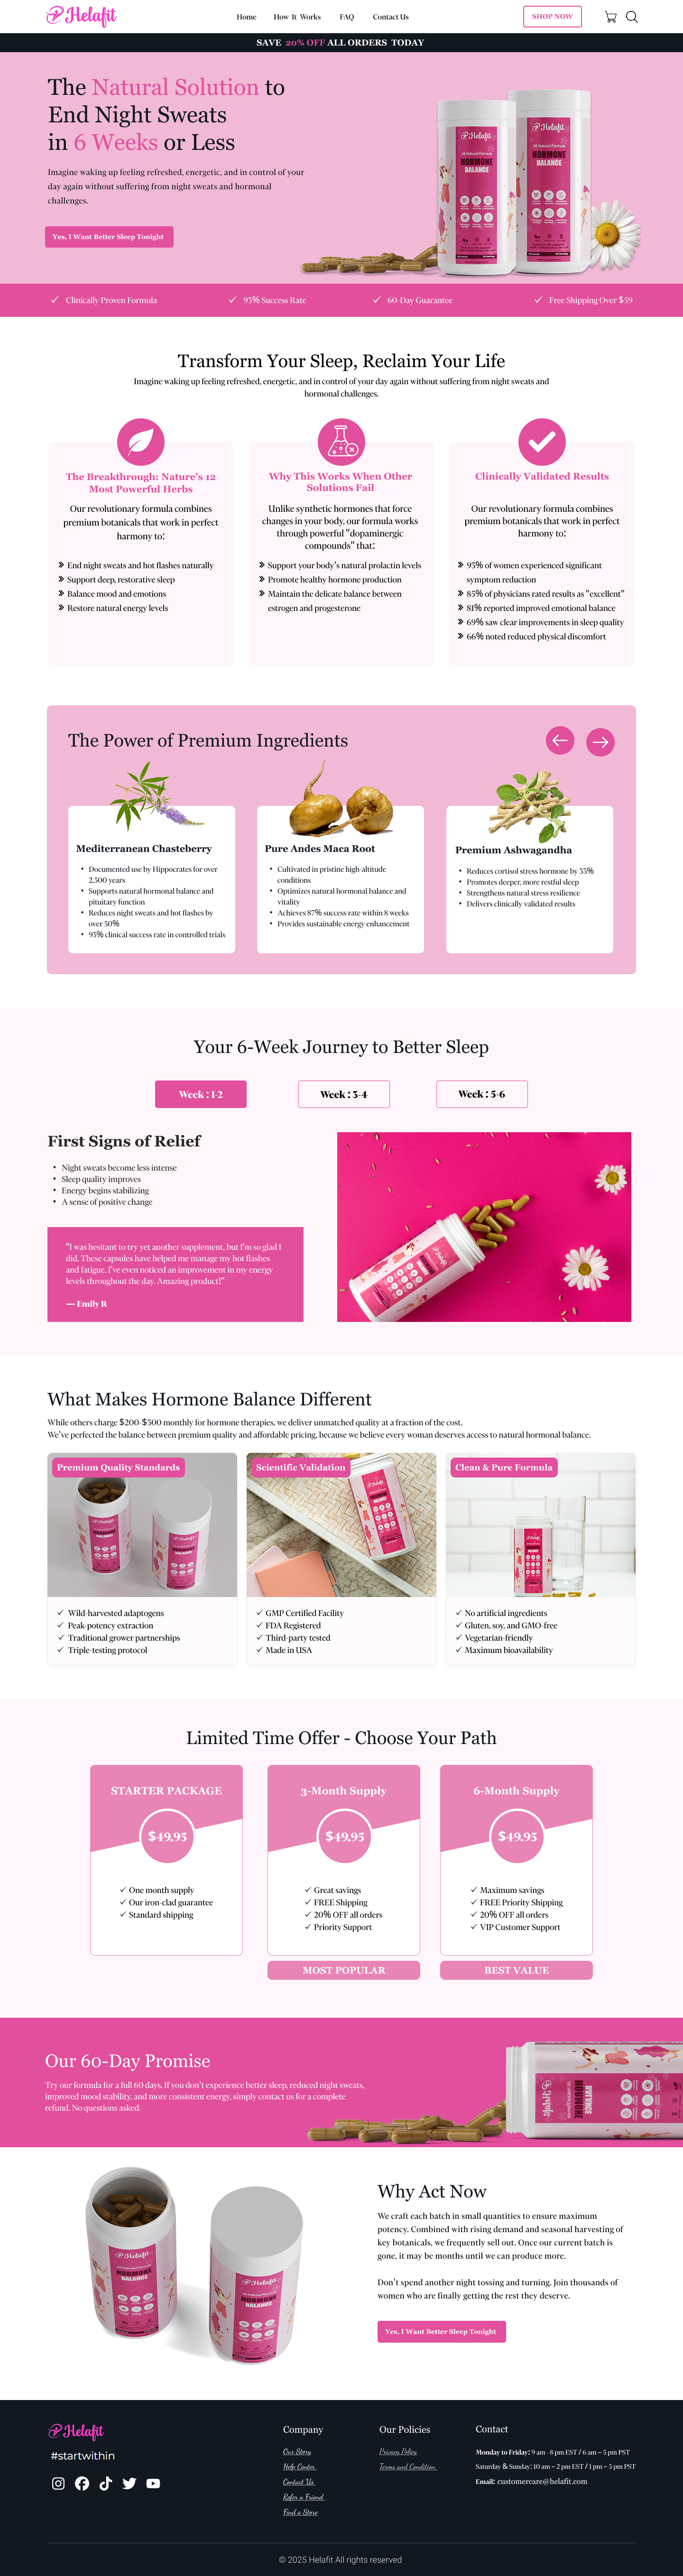 Helafit
Home How It Works FAQ Contact Us
SHOP NOW
SAVE 20% OFF ALL ORDERS TODAY
The Natural Solution to
End Night Sweats
in 6 Weeks or Less
Imagine waking up feeling refreshed, energetic, and in control of your
day again without suffering from night sweats and hormonal
challenges.
Yes, I Want Better Sleep Tonight
Helafit
All Natural Formula
HORMONE
BALANCE
Helafit
All Natural Formula
HORMONE
BALANCE
Clinically Proven Formula
93% Success Rate
60-Day Guarantee
Free Shipping Over $59
Transform Your Sleep, Reclaim Your Life
Imagine waking up feeling refreshed, energetic, and in control of your day again without suffering from night sweats and
hormonal challenges.
The Breakthrough: Nature's 12
Most Powerful Herbs
Our revolutionary formula combines
premium botanicals that work in perfect
harmony to:
End night sweats and hot flashes naturally
Support deep, restorative sleep
Balance mood and emotions
Restore natural energy levels
Why This Works When Other
Solutions Fail
Unlike synthetic hormones that force
changes in your body, our formula works
through powerful "dopaminergic
compounds" that:
Support your body's natural prolactin levels
Promote healthy hormone production
Maintain the delicate balance between
estrogen and progesterone
Clinically Validated Results
Our revolutionary formula combines
premium botanicals that work in perfect
harmony to:
93% of women experienced significant
symptom reduction
85% of physicians rated results as "excellent"
81% reported improved emotional balance
69% saw clear improvements in sleep quality
66% noted reduced physical discomfort
The Power of Premium Ingredients
Mediterranean Chasteberry
• Documented use by Hippocrates for over
2,500 years
• Supports natural hormonal balance and
pituitary function
• Reduces night sweats and hot flashes by
over 50%
• 93% clinical success rate in controlled trials
Pure Andes Maca Root
• Cultivated in pristine high-altitude
conditions
• Optimizes natural hormonal balance and
vitality
• Achieves 87% success rate within 8 weeks
• Provides sustainable energy enhancement
Premium Ashwagandha
• Reduces cortisol stress hormone by 33%
• Promotes deeper, more restful sleep
• Strengthens natural stress resilience
• Delivers clinically validated results
Your 6-Week Journey to Better Sleep
Week : 1-2
Week : 3-4
Week : 5-6
First Signs of Relief
• Night sweats become less intense
• Sleep quality improves
• Energy begins stabilizing
• A sense of positive change
"I was hesitant to try yet another supplement, but I'm so glad I
did. These capsules have helped me manage my hot flashes
and fatigue. I've even noticed an improvement in my energy
levels throughout the day. Amazing product!"
— Emily R
Helafit
What Makes Hormone Balance Different
While others charge $200-$300 monthly for hormone therapies, we deliver unmatched quality at a fraction of the cost.
We've perfected the balance between premium quality and affordable pricing, because we believe every woman deserves access to natural hormonal balance.
Premium Quality Standards
Wild-harvested adaptogens
Peak-potency extraction
Traditional grower partnerships
Triple-testing protocol
Scientific Validation
GMP Certified Facility
FDA Registered
Third-party tested
Made in USA
Clean & Pure Formula
No artificial ingredients
Gluten, soy, and GMO-free
Vegetarian-friendly
Maximum bioavailability
Limited Time Offer - Choose Your Path
STARTER PACKAGE
$49.95
One month supply
Our iron-clad guarantee
Standard shipping
3-Month Supply
$49.95
Great savings
FREE Shipping
20% OFF all orders
Priority Support
MOST POPULAR
6-Month Supply
$49.95
Maximum savings
FREE Priority Shipping
20% OFF all orders
VIP Customer Support
BEST VALUE
Our 60-Day Promise
Try our formula for a full 60 days. If you don't experience better sleep, reduced night sweats,
improved mood stability, and more consistent energy, simply contact us for a complete
refund. No questions asked.
Helafit
HORMONE
BALANCE
Helafit
HORMONE
BALANCE
Helafit
HORMONE
BALANCE
Why Act Now
We craft each batch in small quantities to ensure maximum
potency. Combined with rising demand and seasonal harvesting of
key botanicals, we frequently sell out. Once our current batch is
gone, it may be months until we can produce more.
Don't spend another night tossing and turning. Join thousands of
women who are finally getting the rest they deserve.
Yes, I Want Better Sleep Tonight
Helafit
#startwithin
Company
Our Story
Help Center
Contact Us
Refer a Friend
Find a Store
Our Policies
Privacy Policy
Terms and Condition
Contact
Monday to Friday: 9 am - 8 pm EST / 6 am – 5 pm PST
Saturday & Sunday: 10 am – 2 pm EST / 1 pm – 5 pm PST
Email: customercare@helafit.com
© 2025 Helafit All rights reserved